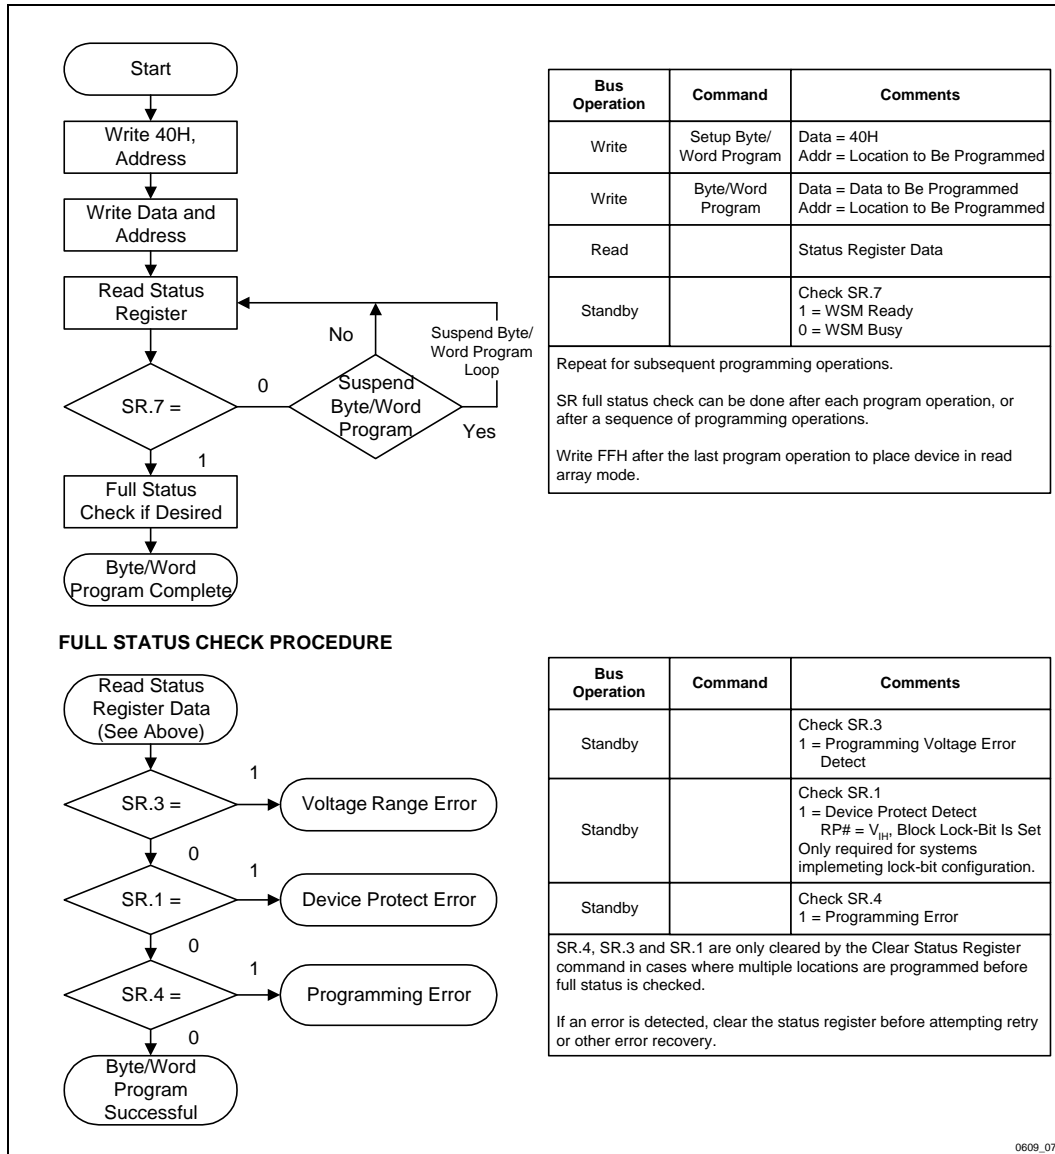 Start
Write 40H,
Address
Write Data and
Address
Read Status
Register
No
Suspend Byte/
Word Program
Loop
SR.7 =
0
Suspend
Byte/Word
Program
Yes
1
Full Status
Check if Desired
Byte/Word
Program Complete
Bus
Operation
Command
Comments
Write
Setup Byte/
Word Program
Data = 40H
Addr = Location to Be Programmed
Write
Byte/Word
Program
Data = Data to Be Programmed
Addr = Location to Be Programmed
Read
Status Register Data
Standby
Check SR.7
1 = WSM Ready
0 = WSM Busy
Repeat for subsequent programming operations.
SR full status check can be done after each program operation, or
after a sequence of programming operations.
Write FFH after the last program operation to place device in read
array mode.
FULL STATUS CHECK PROCEDURE
Read Status
Register Data
(See Above)
SR.3 =
1
Voltage Range Error
0
SR.1 =
1
Device Protect Error
0
SR.4 =
1
Programming Error
0
Byte/Word
Program
Successful
Bus
Operation
Command
Comments
Standby
Check SR.3
1 = Programming Voltage Error
Detect
Standby
Check SR.1
1 = Device Protect Detect
RP# = VIH, Block Lock-Bit Is Set
Only required for systems
implemeting lock-bit configuration.
Standby
Check SR.4
1 = Programming Error
SR.4, SR.3 and SR.1 are only cleared by the Clear Status Register
command in cases where multiple locations are programmed before
full status is checked.
If an error is detected, clear the status register before attempting retry
or other error recovery.
0609_07